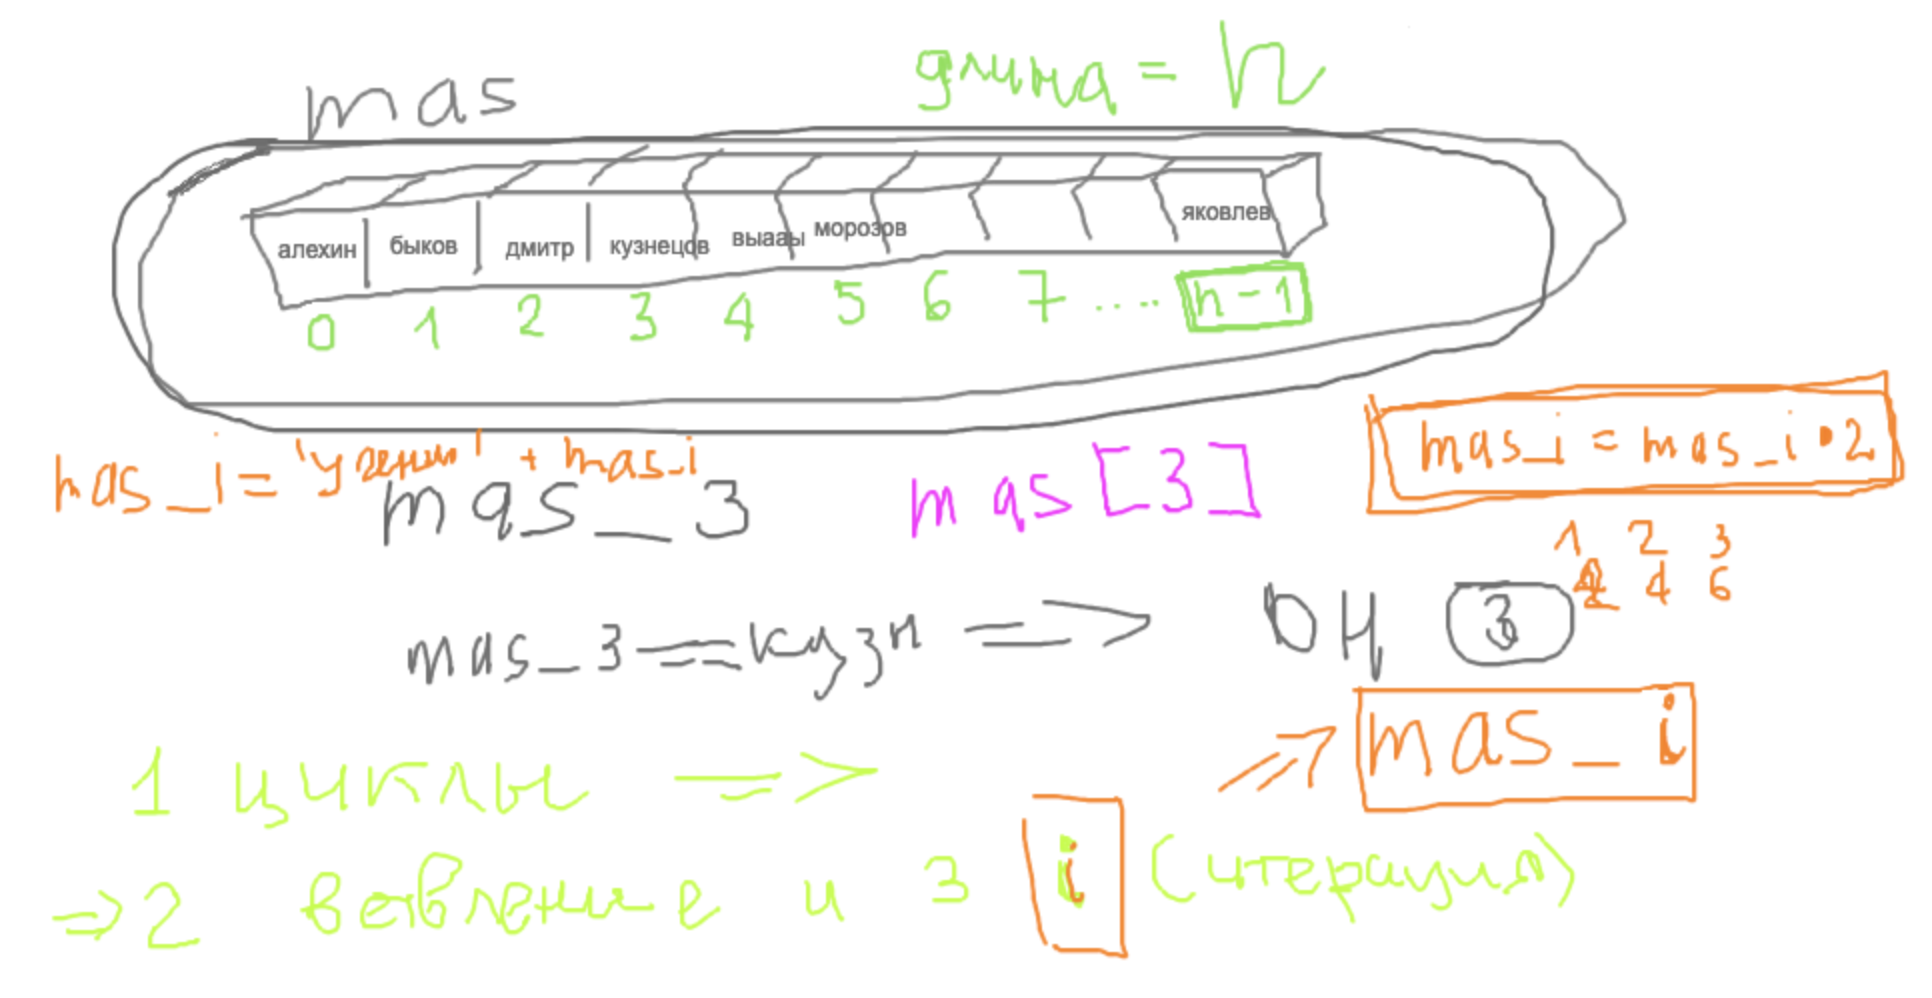 mas
длина = n
алехин быков дмитр кузнецов выааы морозов яковлев
0 1 2 3 4 5 6 7 .... n-1
mas_i = 'ученик' + mas_i
mas_i = mas_i • 2
mas_3 mas[3]
1 2 3
2 4 6
mas_3 == кузн => ОЦ 3
mas_i
1 циклы =>
=> 2 ветвление и 3 i (итерация)